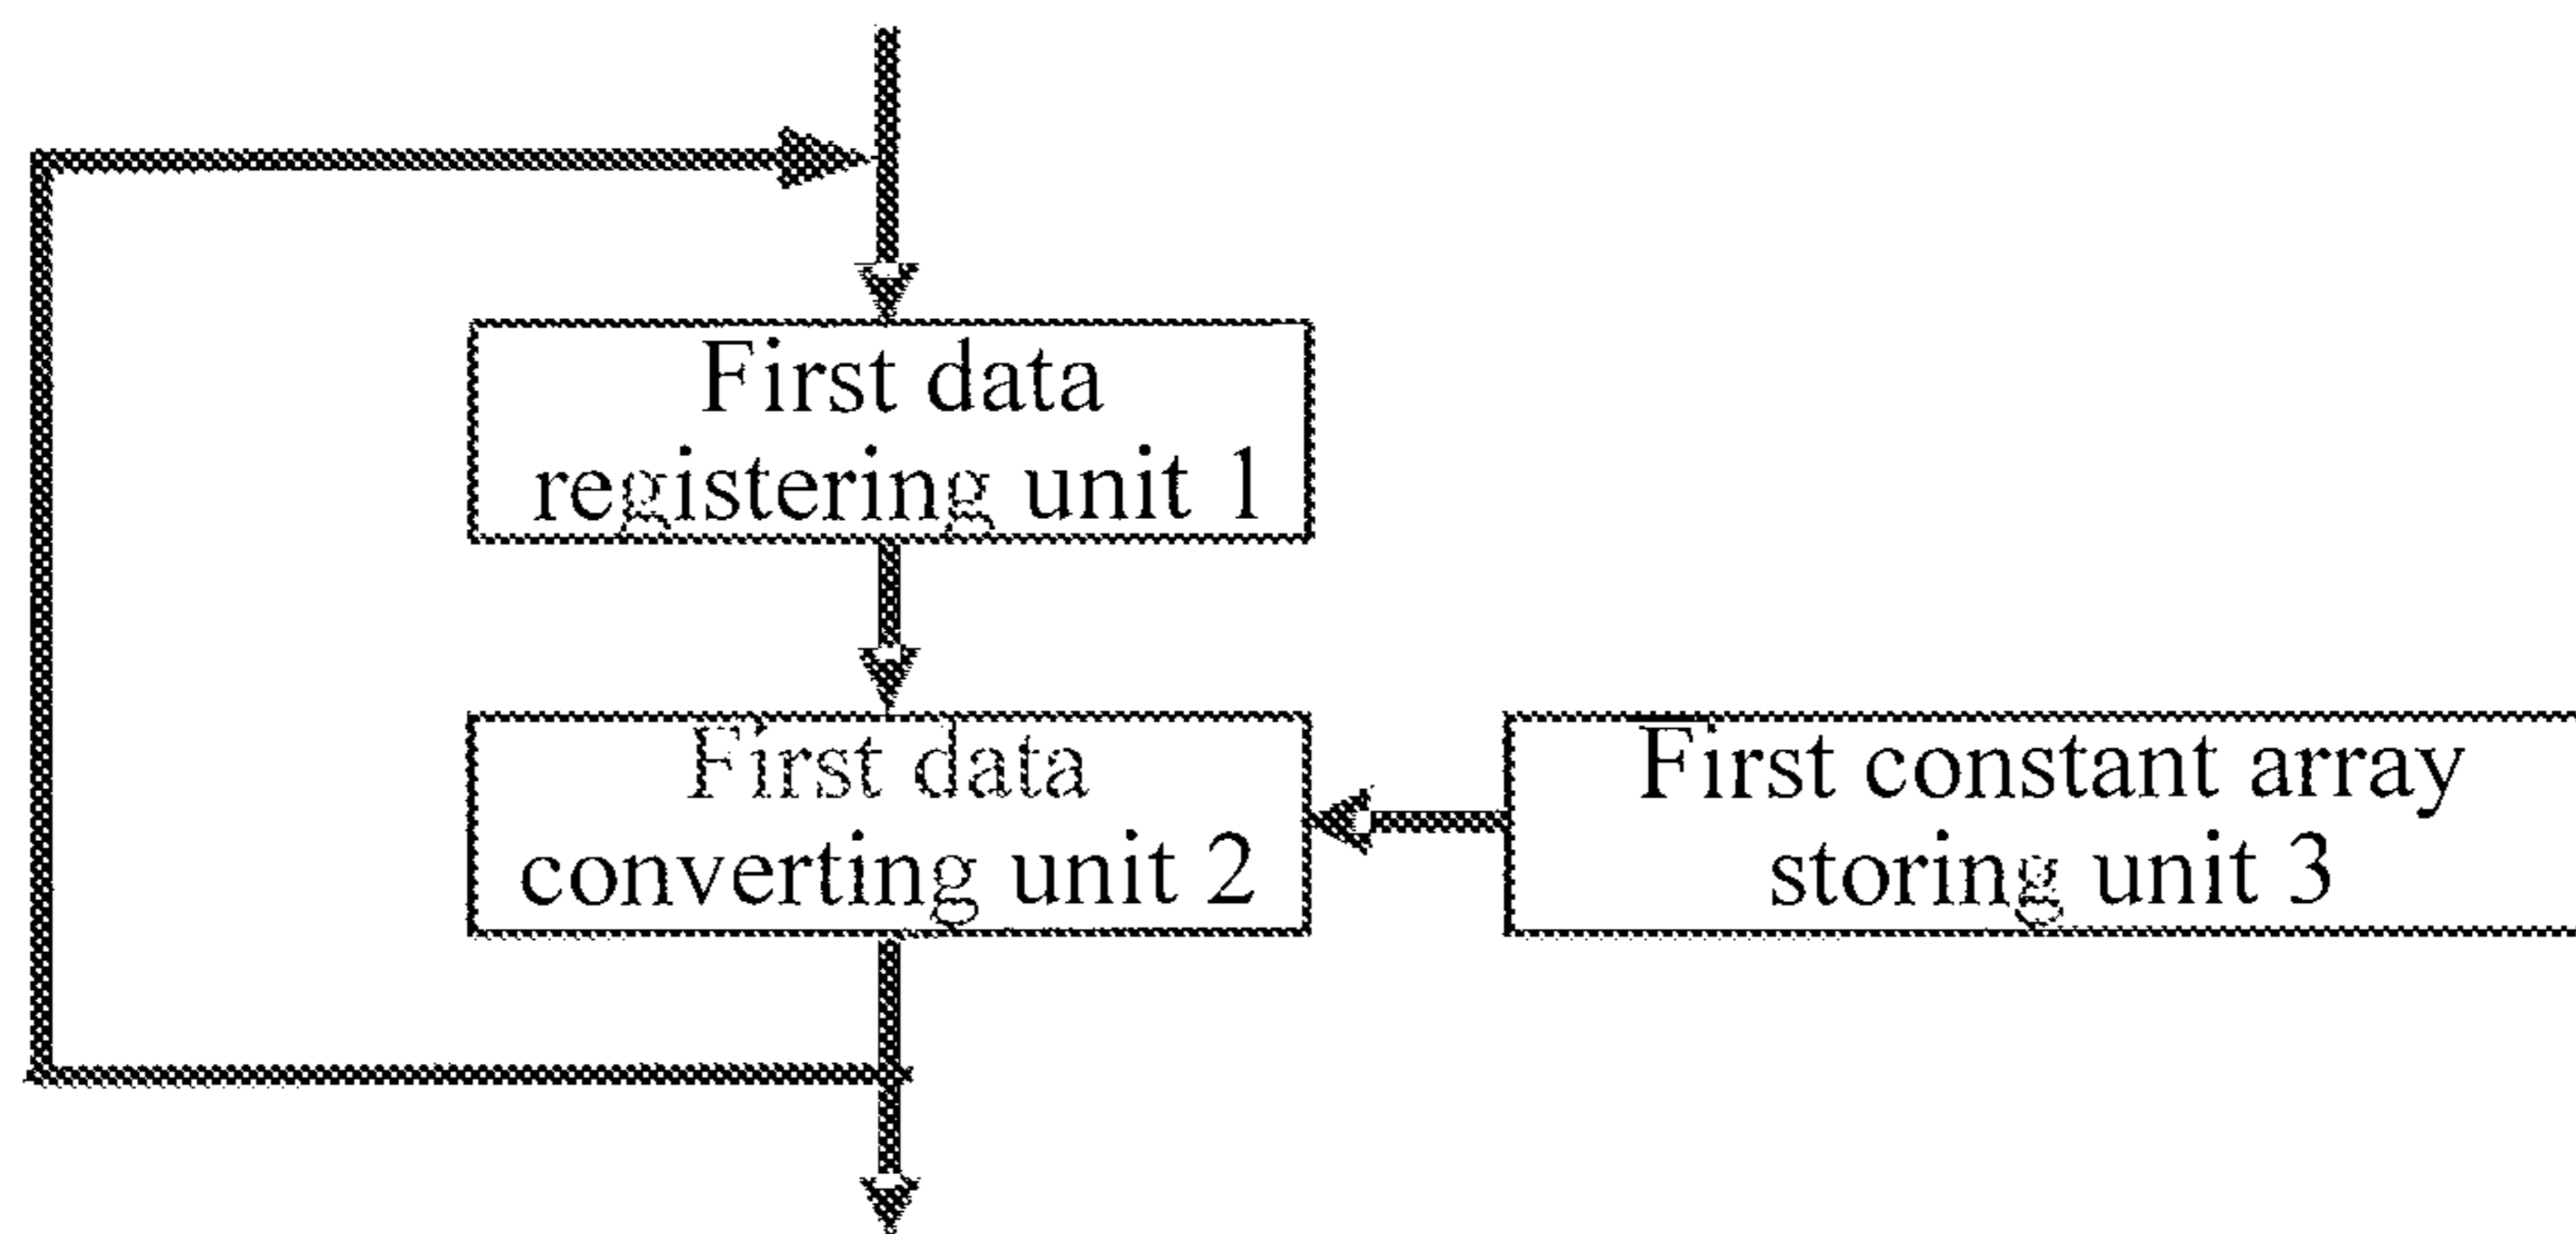 First data
registering unit 1
First data
converting unit 2
First constant array
storing unit 3